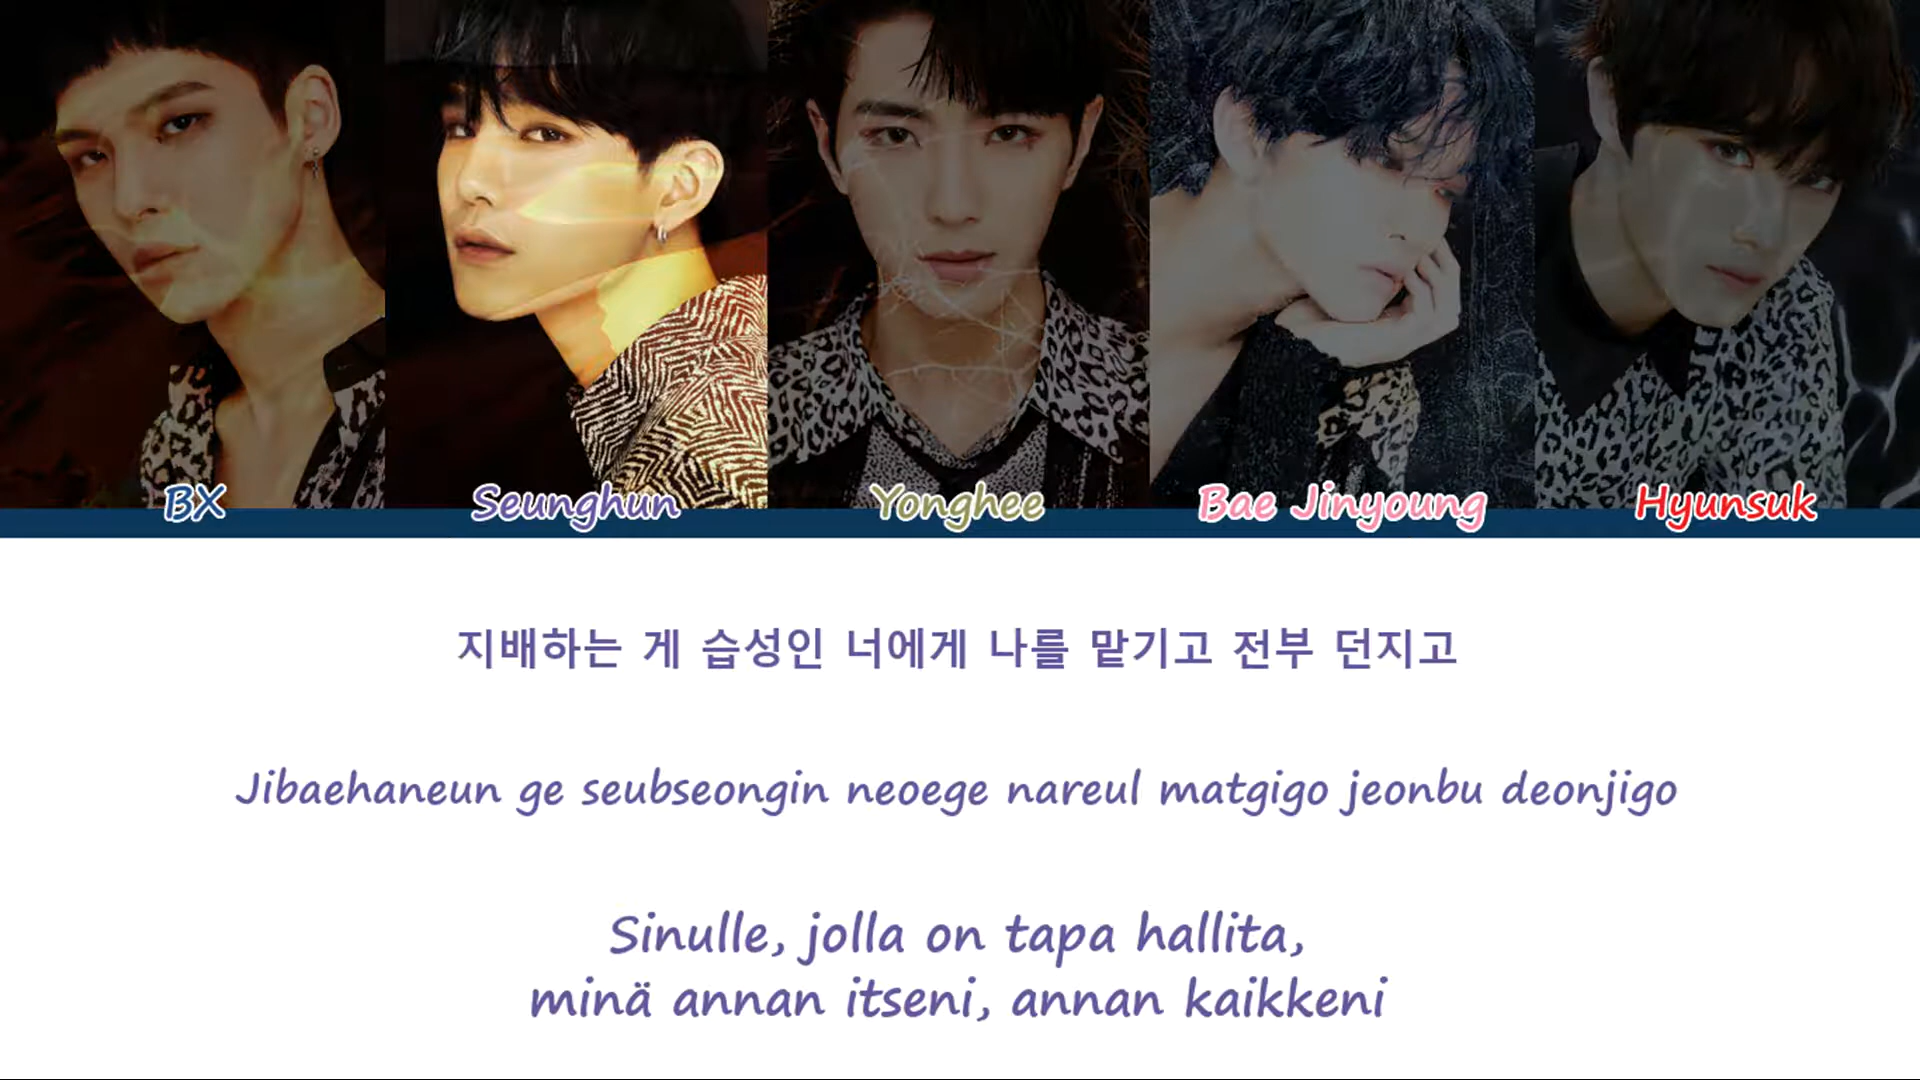 BX
Seunghun
Yonghee
Bae Jinyoung
Hyunsuk
지배하는 게 습성인 너에게 나를 맡기고 전부 던지고
Jibaehaneun ge seubseongin neoege nareul matgigo jeonbu deonjigo
Sinulle, jolla on tapa hallita,
minä annan itseni, annan kaikkeni